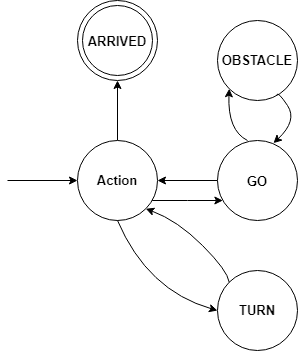 ARRIVED
OBSTACLE
Action
GO
TURN